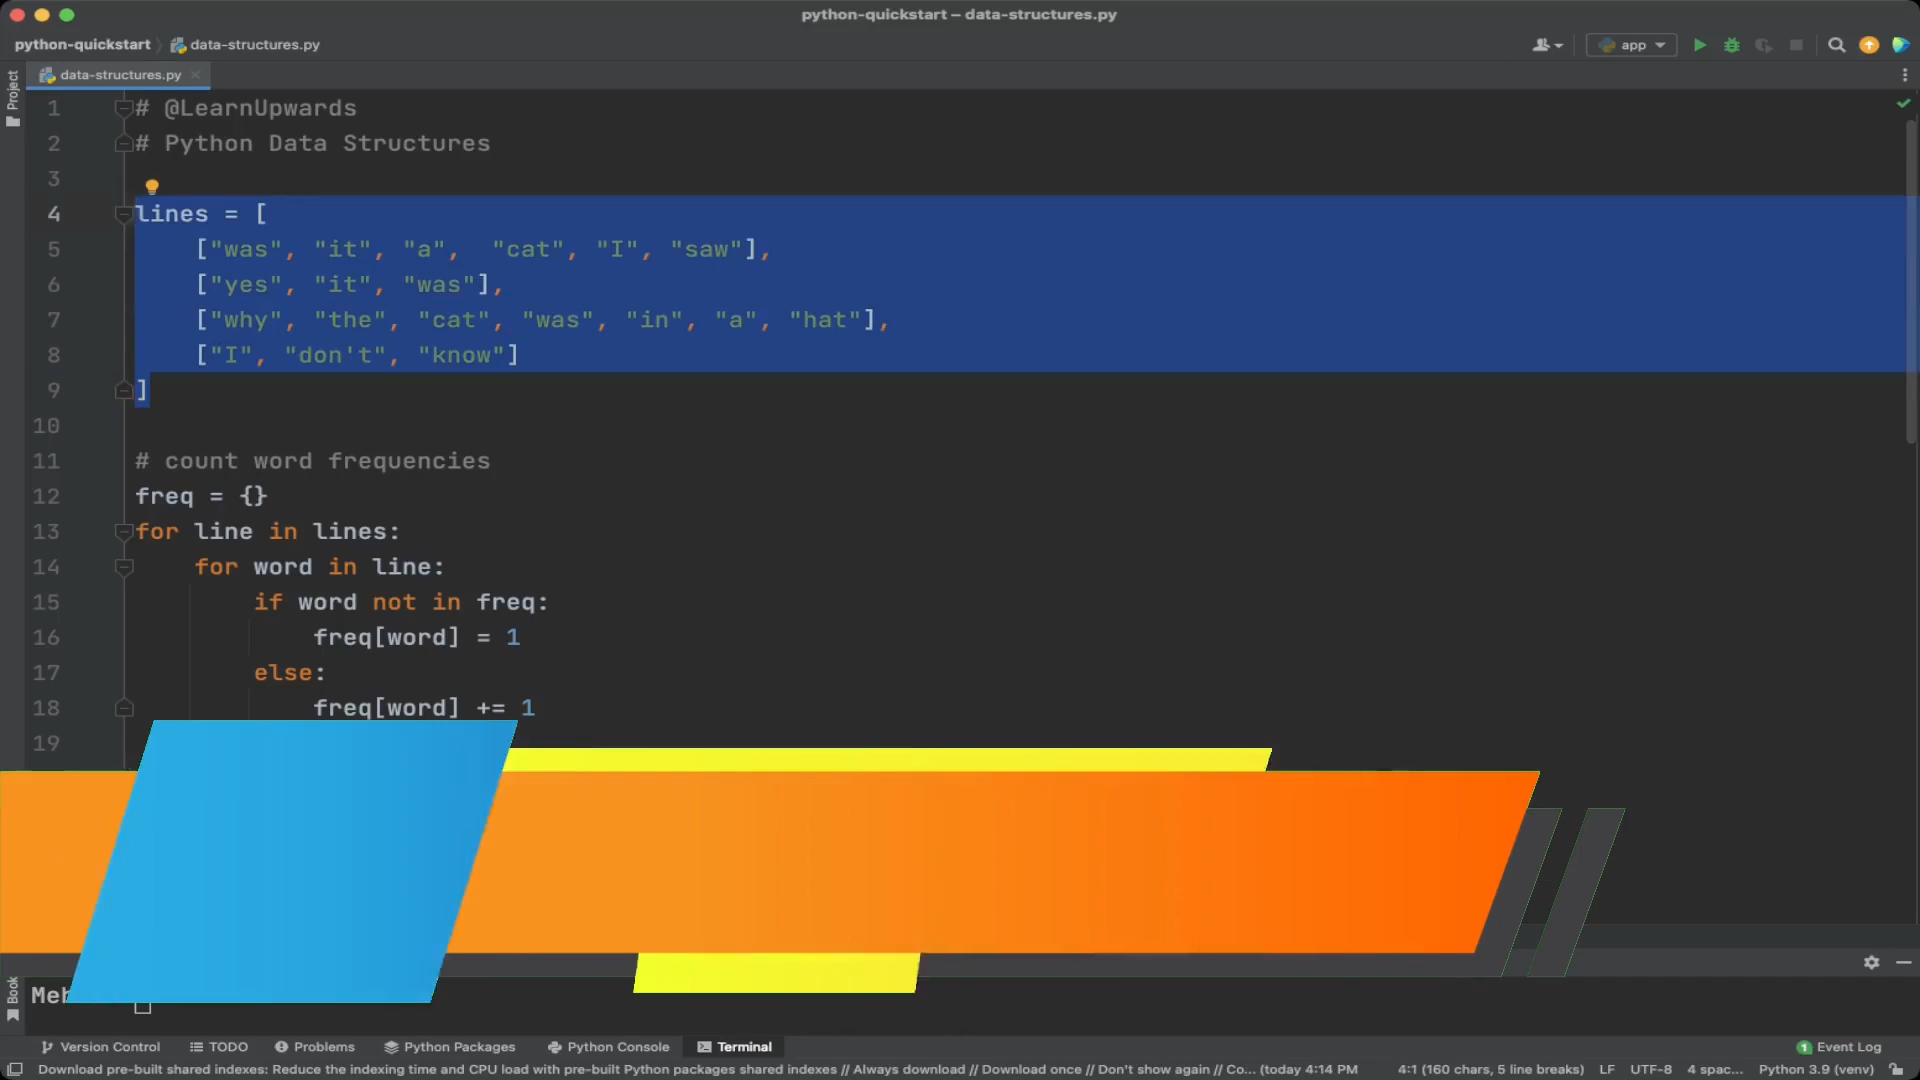 python-quickstart – data-structures.py
python-quickstart data-structures.py
app
data-structures.py
Project
1 # @LearnUpwards
2 # Python Data Structures
3
4 lines = [
5 ["was", "it", "a",  "cat", "I", "saw"],
6 ["yes", "it", "was"],
7 ["why", "the", "cat", "was", "in", "a", "hat"],
8 ["I", "don't", "know"]
9 ]
10
11 # count word frequencies
12 freq = {}
13 for line in lines:
14 for word in line:
15 if word not in freq:
16 freq[word] = 1
17 else:
18 freq[word] += 1
19
Book
Version Control TODO Problems Python Packages Python Console Terminal 1 Event Log
Download pre-built shared indexes: Reduce the indexing time and CPU load with pre-built Python packages shared indexes // Always download // Download once // Don't show again // Co... (today 4:14 PM 4:1 (160 chars, 5 line breaks) LF UTF-8 4 spac... Python 3.9 (venv)